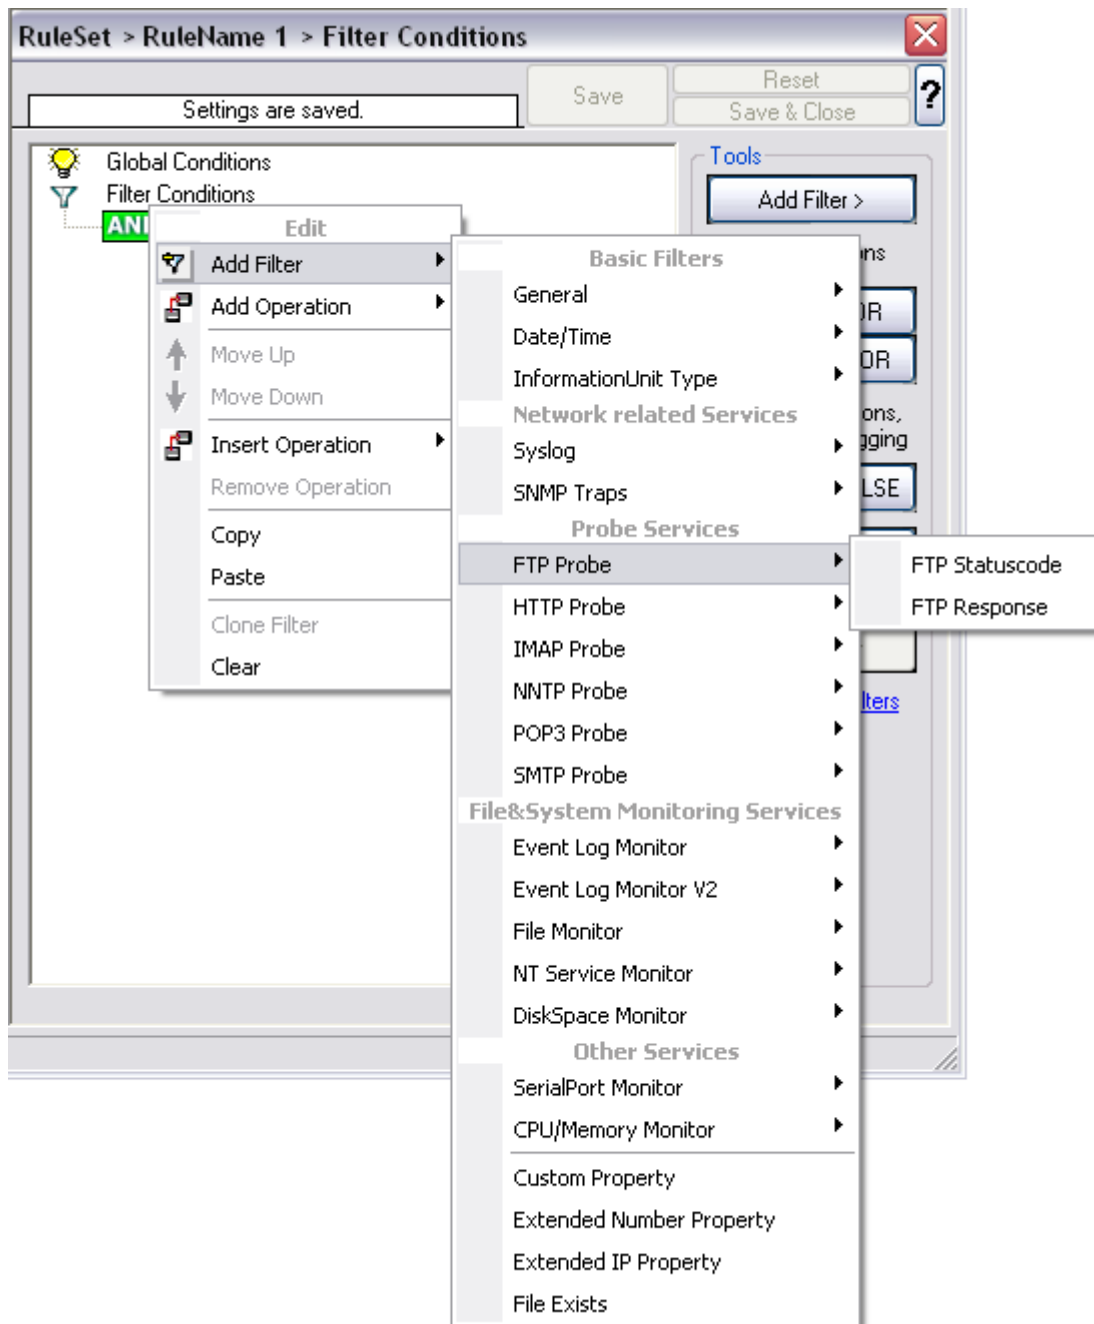 RuleSet > RuleName 1 > Filter Conditions
Settings are saved.
Save
Reset
Save & Close
?
Global Conditions
Filter Conditions
Tools
Add Filter >
Edit
Add Filter
Add Operation
Move Up
Move Down
Insert Operation
Remove Operation
Copy
Paste
Clone Filter
Clear
Basic Filters
General
Date/Time
InformationUnit Type
Network related Services
Syslog
SNMP Traps
Probe Services
FTP Probe
HTTP Probe
IMAP Probe
NNTP Probe
POP3 Probe
SMTP Probe
File&System Monitoring Services
Event Log Monitor
Event Log Monitor V2
File Monitor
NT Service Monitor
DiskSpace Monitor
Other Services
SerialPort Monitor
CPU/Memory Monitor
Custom Property
Extended Number Property
Extended IP Property
File Exists
FTP Statuscode
FTP Response